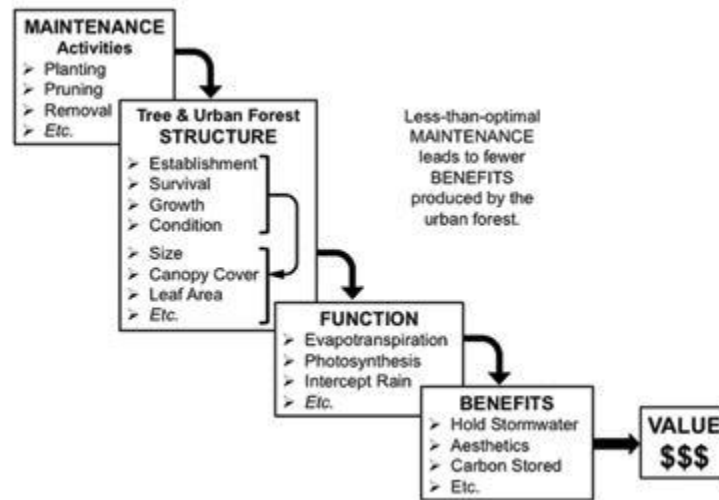 MAINTENANCE
Activities
➢ Planting
➢ Pruning
➢ Removal
➢ Etc.
Tree & Urban Forest
STRUCTURE
➢ Establishment
➢ Survival
➢ Growth
➢ Condition
➢ Size
➢ Canopy Cover
➢ Leaf Area
➢ Etc.
Less-than-optimal
MAINTENANCE
leads to fewer
BENEFITS
produced by the
urban forest.
FUNCTION
➢ Evapotranspiration
➢ Photosynthesis
➢ Intercept Rain
➢ Etc.
BENEFITS
➢ Hold Stormwater
➢ Aesthetics
➢ Carbon Stored
➢ Etc.
VALUE
$$$